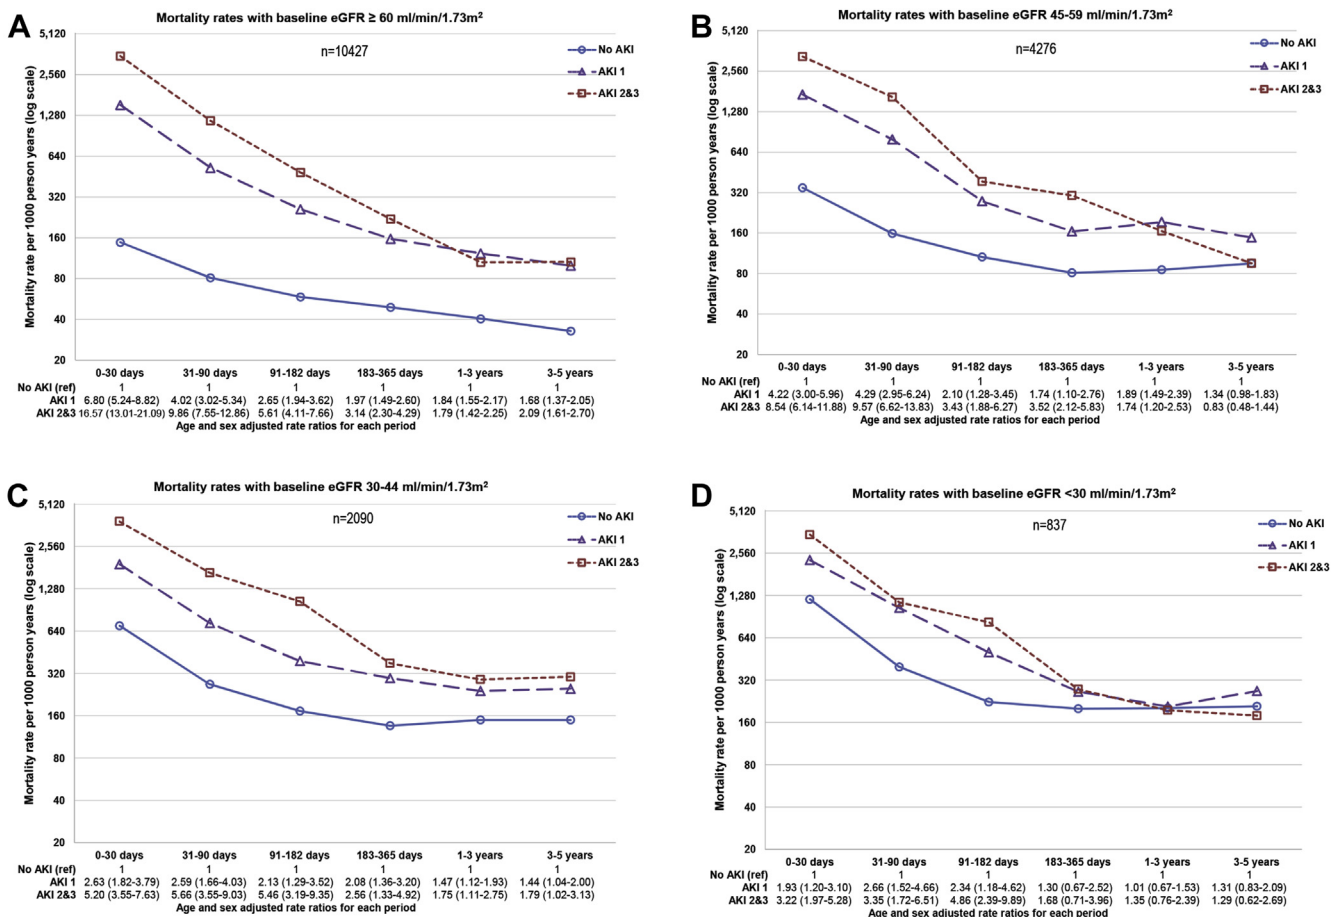 A
Mortality rates with baseline eGFR ≥ 60 ml/min/1.73m²
n=10427
No AKI
AKI 1
AKI 2&3
Mortality rate per 1000 person years (log scale)
5,120
2,560
1,280
640
320
160
80
40
20
0-30 days 31-90 days 91-182 days 183-365 days 1-3 years 3-5 years
No AKI (ref) 1 1 1 1 1 1
AKI 1 6.80 (5.24-8.82) 4.02 (3.02-5.34) 2.65 (1.94-3.62) 1.97 (1.49-2.60) 1.84 (1.55-2.17) 1.68 (1.37-2.05)
AKI 2&3 16.57 (13.01-21.09) 9.86 (7.55-12.86) 5.61 (4.11-7.66) 3.14 (2.30-4.29) 1.79 (1.42-2.25) 2.09 (1.61-2.70)
Age and sex adjusted rate ratios for each period
B
Mortality rates with baseline eGFR 45-59 ml/min/1.73m²
n=4276
No AKI
AKI 1
AKI 2&3
Mortality rate per 1000 person years (log scale)
5,120
2,560
1,280
640
320
160
80
40
20
0-30 days 31-90 days 91-182 days 183-365 days 1-3 years 3-5 years
No AKI (ref) 1 1 1 1 1 1
AKI 1 4.22 (3.00-5.96) 4.29 (2.95-6.24) 2.10 (1.28-3.45) 1.74 (1.10-2.76) 1.89 (1.49-2.39) 1.34 (0.98-1.83)
AKI 2&3 8.54 (6.14-11.88) 9.57 (6.62-13.83) 3.43 (1.88-6.27) 3.52 (2.12-5.83) 1.74 (1.20-2.53) 0.83 (0.48-1.44)
Age and sex adjusted rate ratios for each period
C
Mortality rates with baseline eGFR 30-44 ml/min/1.73m²
n=2090
No AKI
AKI 1
AKI 2&3
Mortality rate per 1000 person years (log scale)
5,120
2,560
1,280
640
320
160
80
40
20
0-30 days 31-90 days 91-182 days 183-365 days 1-3 years 3-5 years
No AKI (ref) 1 1 1 1 1 1
AKI 1 2.63 (1.82-3.79) 2.59 (1.66-4.03) 2.13 (1.29-3.52) 2.08 (1.36-3.20) 1.47 (1.12-1.93) 1.44 (1.04-2.00)
AKI 2&3 5.20 (3.55-7.63) 5.66 (3.55-9.03) 5.46 (3.19-9.35) 2.56 (1.33-4.92) 1.75 (1.11-2.75) 1.79 (1.02-3.13)
Age and sex adjusted rate ratios for each period
D
Mortality rates with baseline eGFR <30 ml/min/1.73m²
n=837
No AKI
AKI 1
AKI 2&3
Mortality rate per 1000 person years (log scale)
5,120
2,560
1,280
640
320
160
80
40
20
0-30 days 31-90 days 91-182 days 183-365 days 1-3 years 3-5 years
No AKI (ref) 1 1 1 1 1 1
AKI 1 1.93 (1.20-3.10) 2.66 (1.52-4.66) 2.34 (1.18-4.62) 1.30 (0.67-2.52) 1.01 (0.67-1.53) 1.31 (0.83-2.09)
AKI 2&3 3.22 (1.97-5.28) 3.35 (1.72-6.51) 4.86 (2.39-9.89) 1.68 (0.71-3.96) 1.35 (0.76-2.39) 1.29 (0.62-2.69)
Age and sex adjusted rate ratios for each period